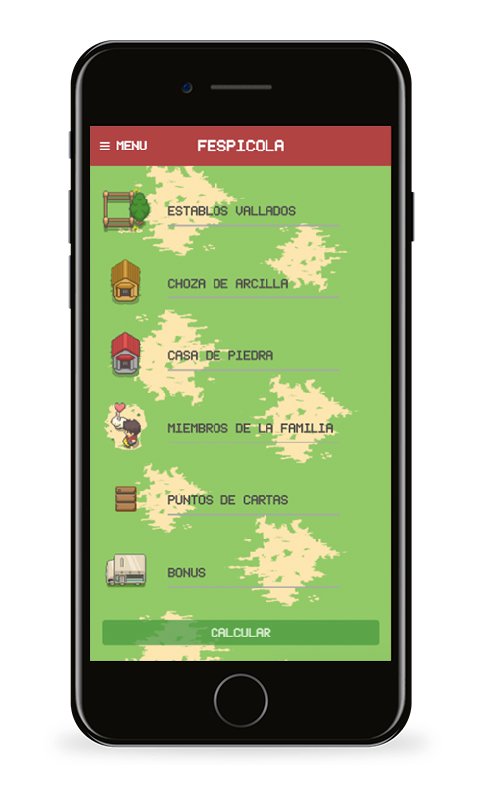 ≡ MENU
FESPICOLA
ESTABLOS VALLADOS
CHOZA DE ARCILLA
CASA DE PIEDRA
MIEMBROS DE LA FAMILIA
PUNTOS DE CARTAS
BONUS
CALCULAR